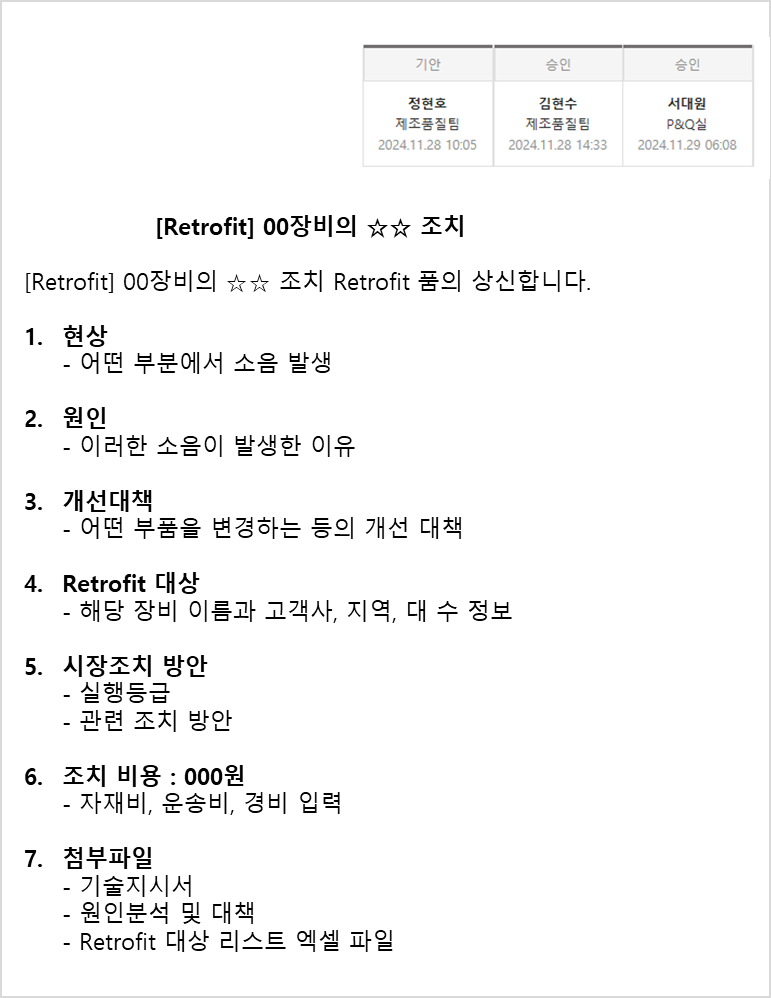 기안 승인 승인
정현호 김현수 서대원
제조품질팀 제조품질팀 P&Q실
2024.11.28 10:05 2024.11.28 14:33 2024.11.29 06:08
[Retrofit] 00장비의 ☆☆ 조치
[Retrofit] 00장비의 ☆☆ 조치 Retrofit 품의 상신합니다.
1. 현상
- 어떤 부분에서 소음 발생
2. 원인
- 이러한 소음이 발생한 이유
3. 개선대책
- 어떤 부품을 변경하는 등의 개선 대책
4. Retrofit 대상
- 해당 장비 이름과 고객사, 지역, 대 수 정보
5. 시장조치 방안
- 실행등급
- 관련 조치 방안
6. 조치 비용 : 000원
- 자재비, 운송비, 경비 입력
7. 첨부파일
- 기술지시서
- 원인분석 및 대책
- Retrofit 대상 리스트 엑셀 파일